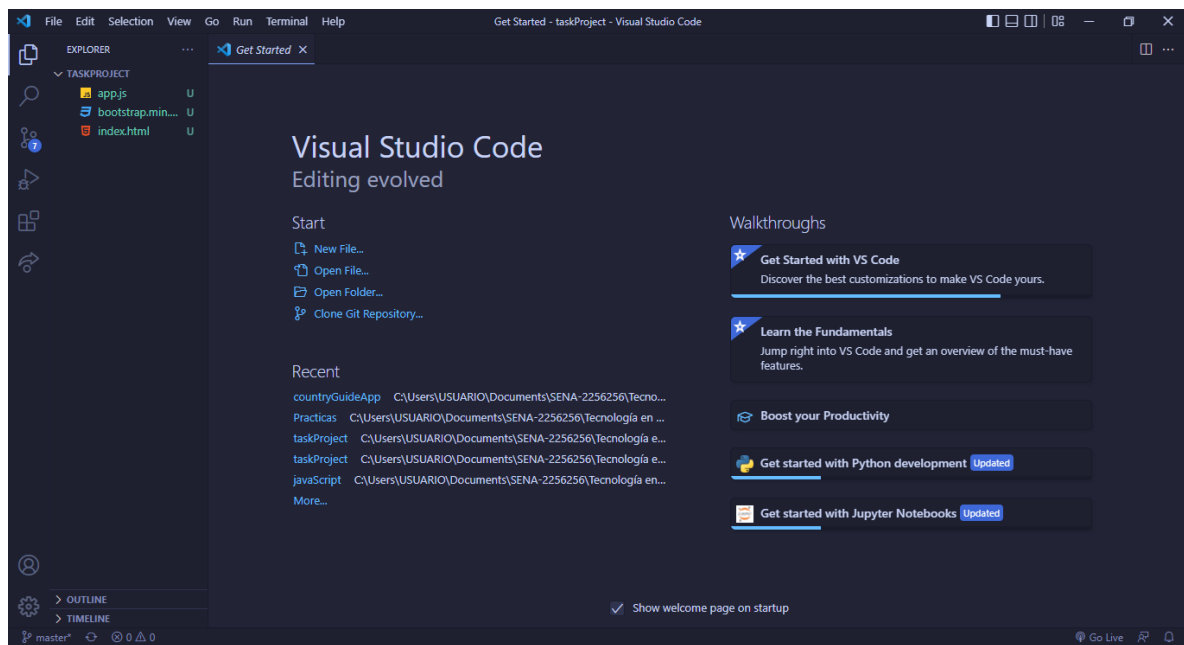 File Edit Selection View Go Run Terminal Help Get Started - taskProject - Visual Studio Code
EXPLORER
Get Started
TASKPROJECT
JS app.js U
bootstrap.min.... U
index.html U
7
Visual Studio Code
Editing evolved
Start
New File...
Open File...
Open Folder...
Clone Git Repository...
Recent
countryGuideApp C:\Users\USUARIO\Documents\SENA-2256256\Tecno...
Practicas C:\Users\USUARIO\Documents\SENA-2256256\Tecnología en ...
taskProject C:\Users\USUARIO\Documents\SENA-2256256\Tecnología e...
taskProject C:\Users\USUARIO\Documents\SENA-2256256\Tecnología e...
javaScript C:\Users\USUARIO\Documents\SENA-2256256\Tecnología en...
More...
Walkthroughs
Get Started with VS Code
Discover the best customizations to make VS Code yours.
Learn the Fundamentals
Jump right into VS Code and get an overview of the must-have
features.
Boost your Productivity
Get started with Python development Updated
Get started with Jupyter Notebooks Updated
Show welcome page on startup
OUTLINE
TIMELINE
master* 0 0 Go Live